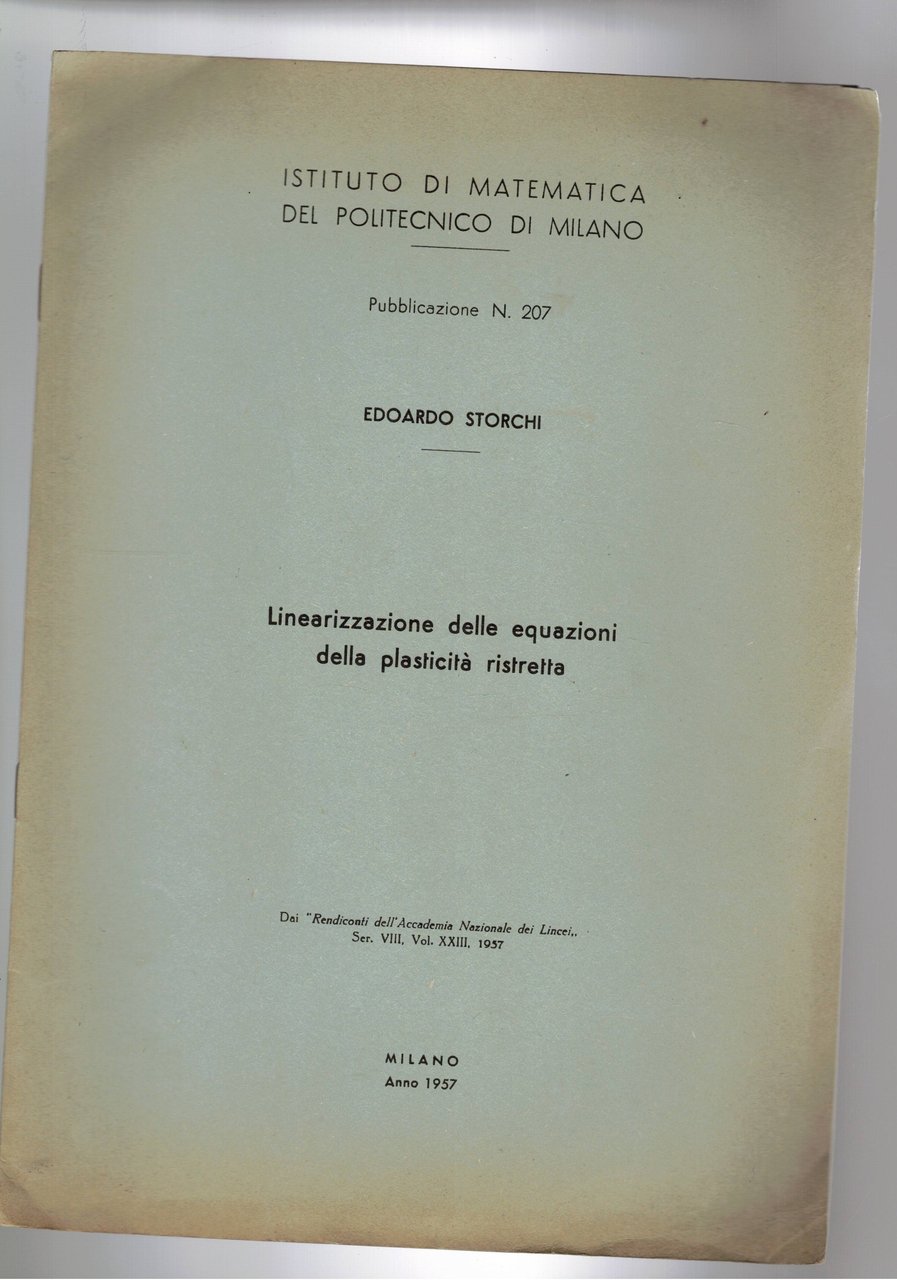 ISTITUTO DI MATEMATICA
DEL POLITECNICO DI MILANO
Pubblicazione N. 207
EDOARDO STORCHI
Linearizzazione delle equazioni
della plasticità ristretta
Dai "Rendiconti dell'Accademia Nazionale dei Lincei,,
Ser. VIII, Vol. XXIII, 1957
MILANO
Anno 1957